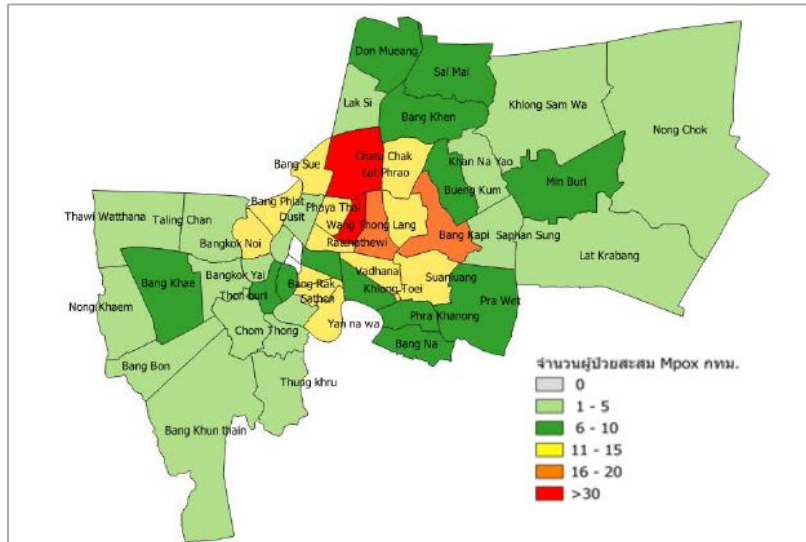 Don Mueang
Sai Mai
Lak Si
Bang Khen
Khlong Sam Wa
Nong Chok
Chatu Chak
Lat Phrao
Khan Na Yao
Bang Sue
Bueng Kum
Min Buri
Bang Phlat
Phaya Thai
Thawi Watthana
Taling Chan
Dusit
Wang Thong Lang
Bang Kapi
Saphan Sung
Bangkok Noi
Ratchathewi
Lat Krabang
Bang Khae
Bangkok Yai
Vadhana
Suanluang
Bang Rak
Nong Khaem
Thon buri
Sathon
Khlong Toei
Pra Wet
Phra Khanong
Chom Thong
Yan na wa
Bang Na
Bang Bon
Thung khru
Bang Khun thain
จำนวนผู้ป่วยสะสม Mpox กทม.
0
1 - 5
6 - 10
11 - 15
16 - 20
>30